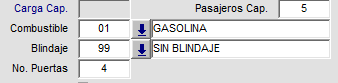 Carga Cap. Pasajeros Cap. 5
Combustible 01 GASOLINA
Blindaje 99 SIN BLINDAJE
No. Puertas 4